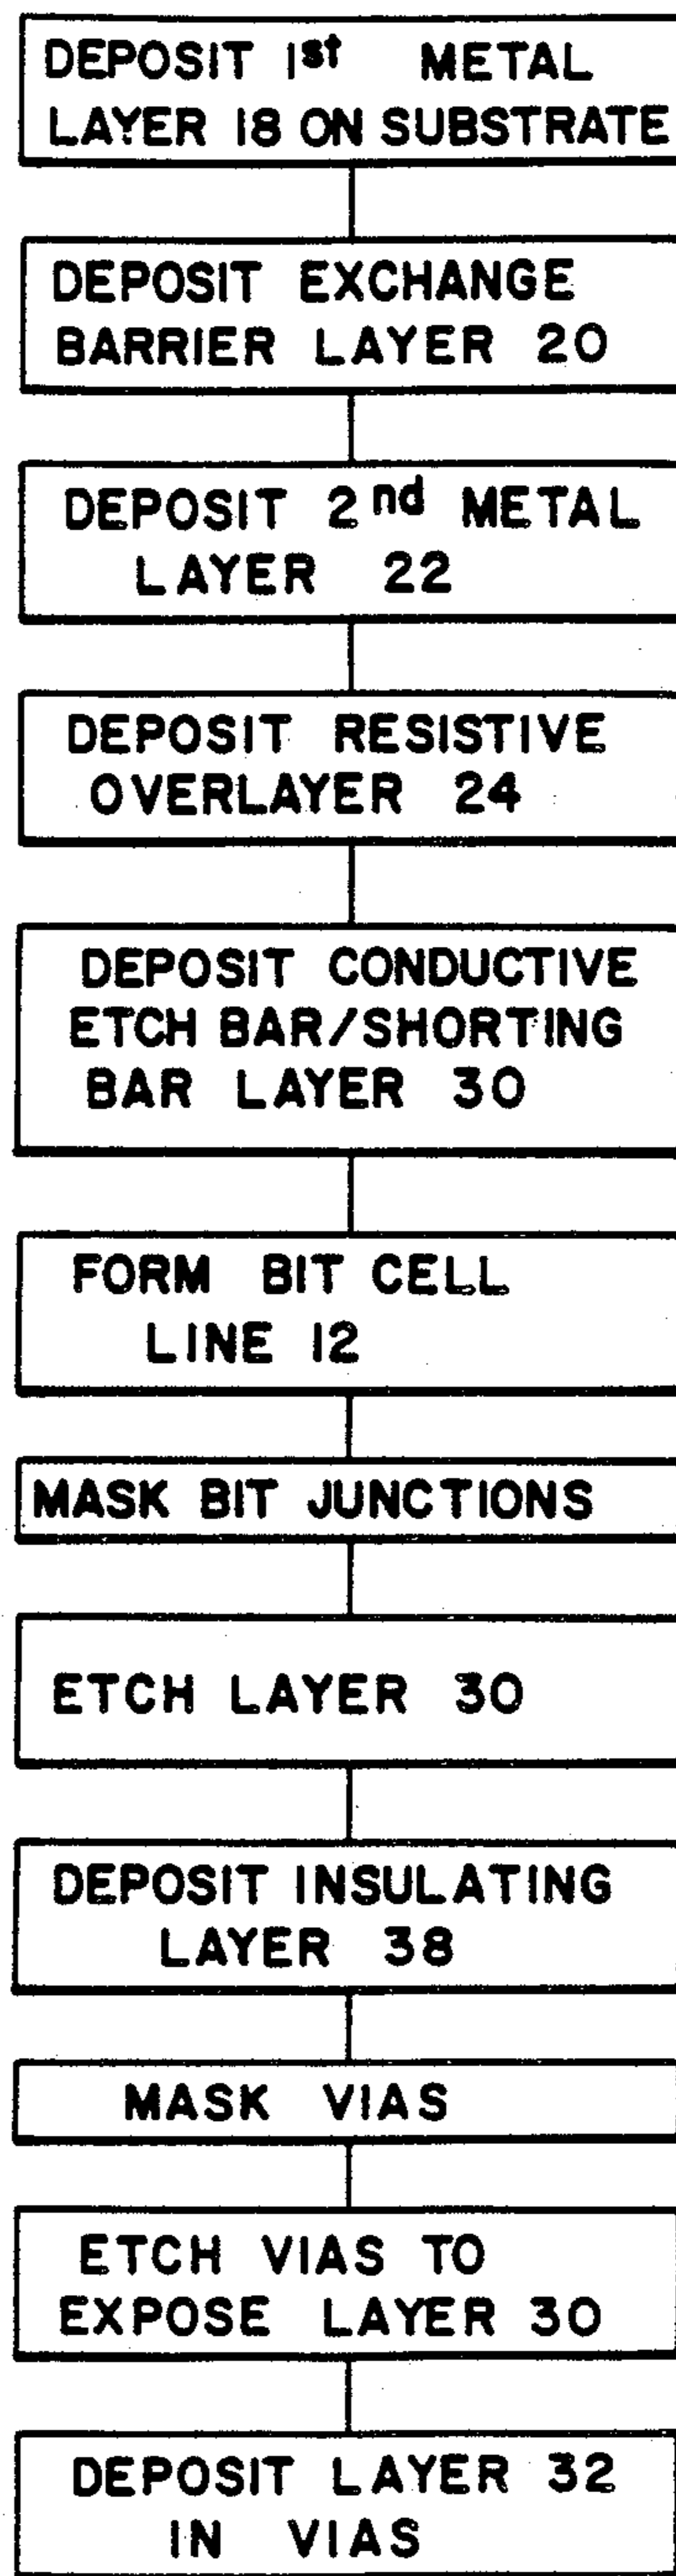 DEPOSIT 1st METAL
LAYER 18 ON SUBSTRATE
DEPOSIT EXCHANGE
BARRIER LAYER 20
DEPOSIT 2nd METAL
LAYER 22
DEPOSIT RESISTIVE
OVERLAYER 24
DEPOSIT CONDUCTIVE
ETCH BAR/SHORTING
BAR LAYER 30
FORM BIT CELL
LINE 12
MASK BIT JUNCTIONS
ETCH LAYER 30
DEPOSIT INSULATING
LAYER 38
MASK VIAS
ETCH VIAS TO
EXPOSE LAYER 30
DEPOSIT LAYER 32
IN VIAS